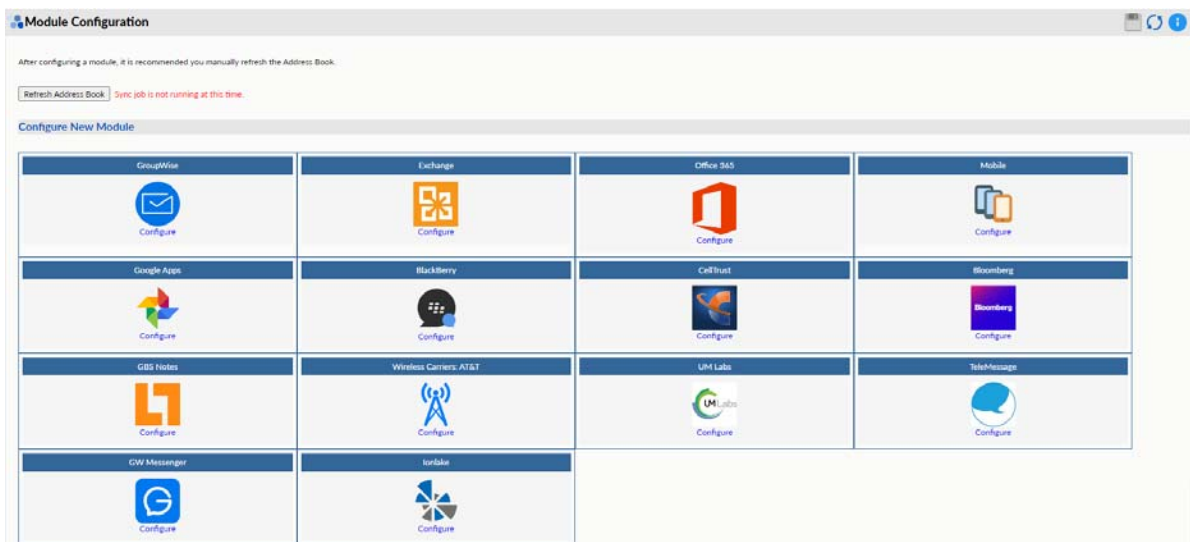 Module Configuration
After configuring a module, it is recommended you manually refresh the Address Book.
Refresh Address Book Sync job is not running at this time.
Configure New Module
GroupWise Exchange Office 365 Mobile
Configure Configure Configure Configure
Google Apps BlackBerry CellTrust Bloomberg
Bloomberg
Configure Configure Configure Configure
GBS Notes Wireless Carriers: AT&T UM Labs TeleMessage
UM Labs
Configure Configure Configure Configure
GW Messenger Ionlake
Configure Configure